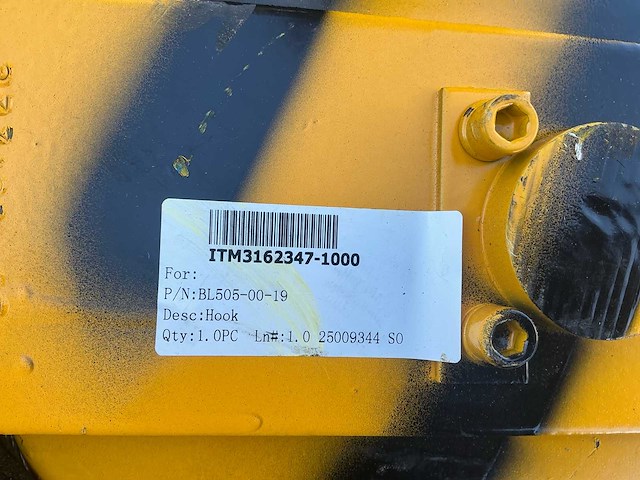 ITM3162347-1000
For:
P/N:BL505-00-19
Desc:Hook
Qty:1.0PC Ln#:1.0 25009344 SO